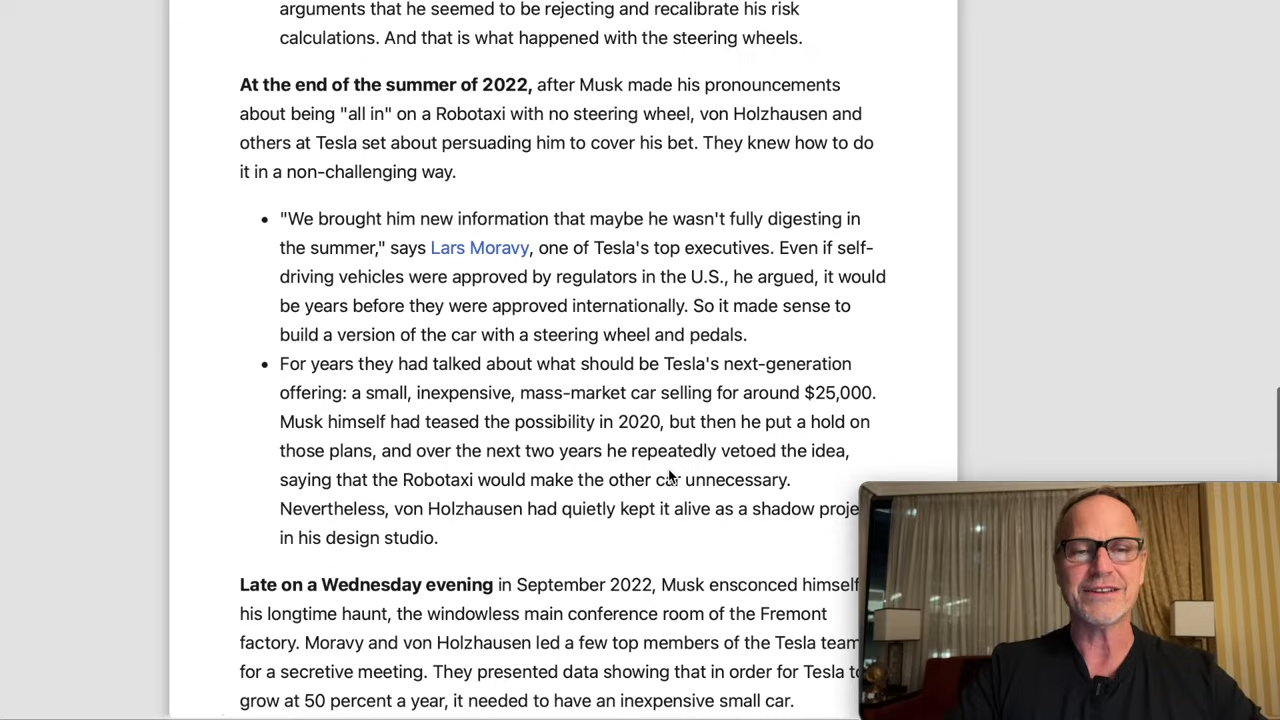 arguments that he seemed to be rejecting and recalibrate his risk
calculations. And that is what happened with the steering wheels.
At the end of the summer of 2022, after Musk made his pronouncements
about being "all in" on a Robotaxi with no steering wheel, von Holzhausen and
others at Tesla set about persuading him to cover his bet. They knew how to do
it in a non-challenging way.
• "We brought him new information that maybe he wasn't fully digesting in
the summer," says Lars Moravy, one of Tesla's top executives. Even if self-
driving vehicles were approved by regulators in the U.S., he argued, it would
be years before they were approved internationally. So it made sense to
build a version of the car with a steering wheel and pedals.
• For years they had talked about what should be Tesla's next-generation
offering: a small, inexpensive, mass-market car selling for around $25,000.
Musk himself had teased the possibility in 2020, but then he put a hold on
those plans, and over the next two years he repeatedly vetoed the idea,
saying that the Robotaxi would make the other car unnecessary.
Nevertheless, von Holzhausen had quietly kept it alive as a shadow proje
in his design studio.
Late on a Wednesday evening in September 2022, Musk ensconced himself
his longtime haunt, the windowless main conference room of the Fremont
factory. Moravy and von Holzhausen led a few top members of the Tesla team
for a secretive meeting. They presented data showing that in order for Tesla to
grow at 50 percent a year, it needed to have an inexpensive small car.